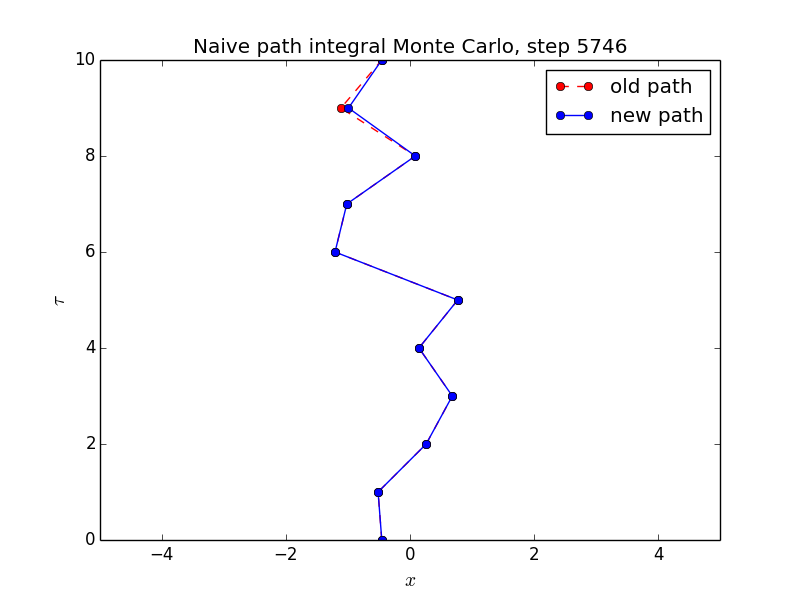 Naive path integral Monte Carlo, step 5746
10
old path
new path
8
6
τ
4
2
0
−4 −2 0 2 4
x